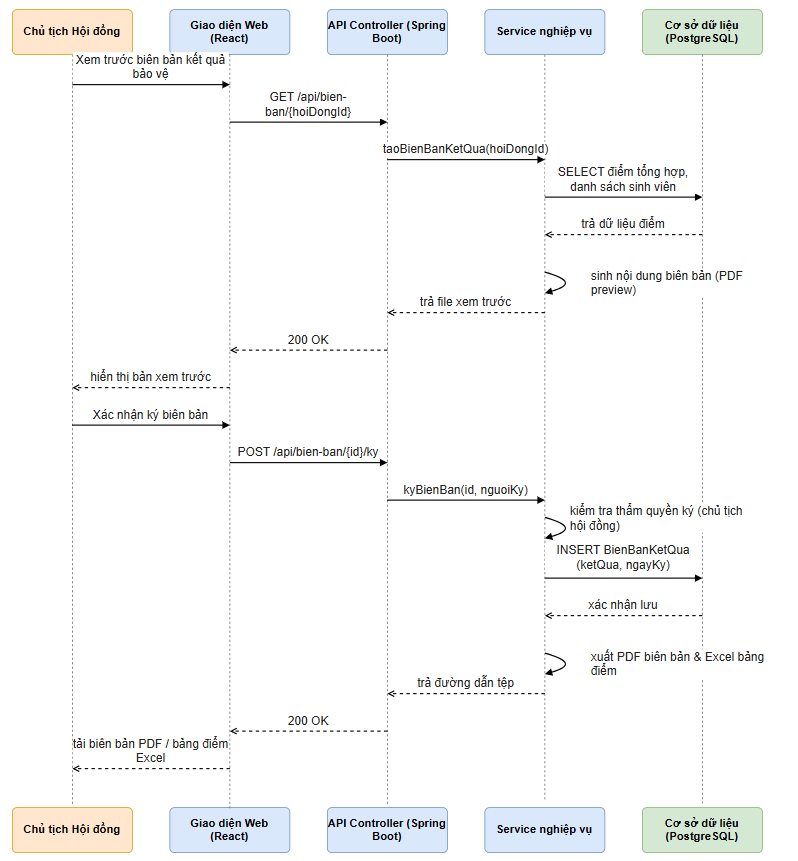 Chủ tịch Hội đồng
Giao diện Web
(React)
API Controller (Spring
Boot)
Service nghiệp vụ
Cơ sở dữ liệu
(PostgreSQL)
Xem trước biên bản kết quả
bảo vệ
GET /api/bien-
ban/{hoiDongId}
taoBienBanKetQua(hoiDongId)
SELECT điểm tổng hợp,
danh sách sinh viên
trả dữ liệu điểm
sinh nội dung biên bản (PDF
preview)
trả file xem trước
200 OK
hiển thị bản xem trước
Xác nhận ký biên bản
POST /api/bien-ban/{id}/ky
kyBienBan(id, nguoiKy)
kiểm tra thẩm quyền ký (chủ tịch
hội đồng)
INSERT BienBanKetQua
(ketQua, ngayKy)
xác nhận lưu
xuất PDF biên bản & Excel bảng
điểm
trả đường dẫn tệp
200 OK
tải biên bản PDF / bảng điểm
Excel
Chủ tịch Hội đồng
Giao diện Web
(React)
API Controller (Spring
Boot)
Service nghiệp vụ
Cơ sở dữ liệu
(PostgreSQL)